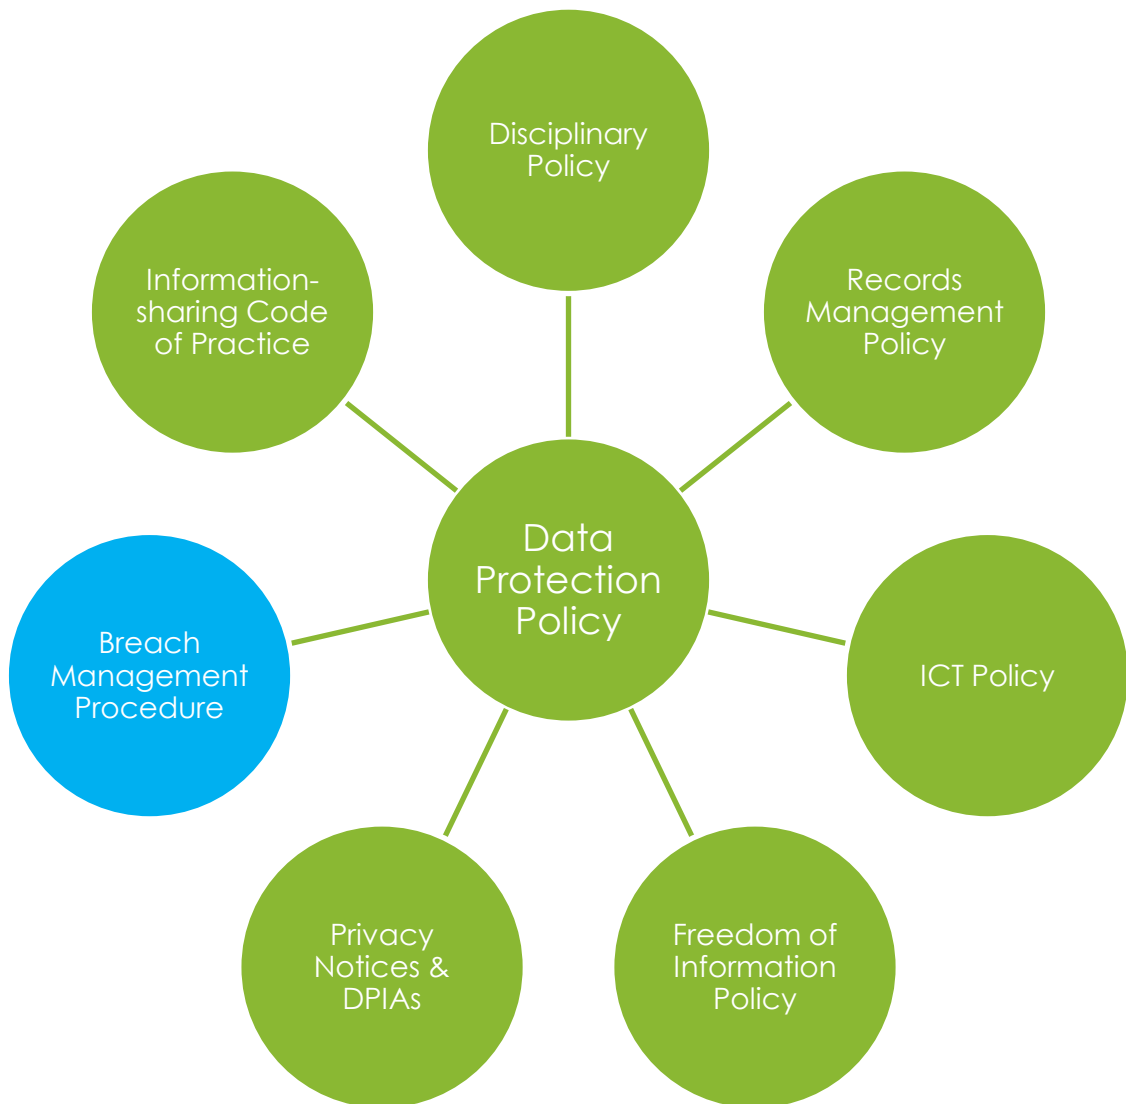 Disciplinary
Policy
Information-
sharing Code
of Practice
Records
Management
Policy
Data
Protection
Policy
Breach
Management
Procedure
ICT Policy
Privacy
Notices &
DPIAs
Freedom of
Information
Policy